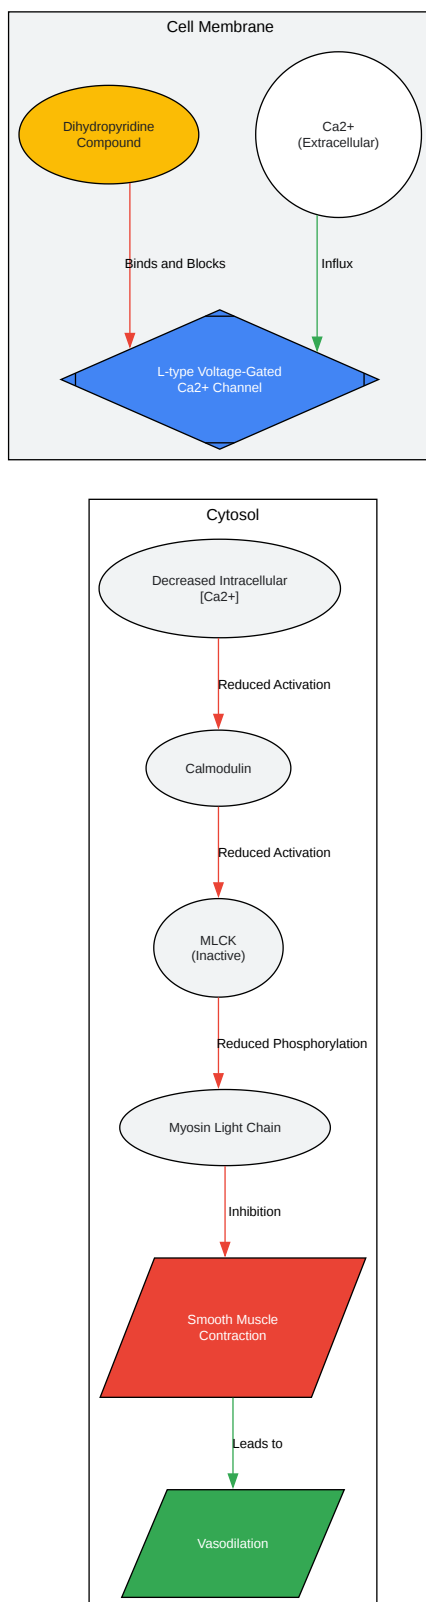 Cell Membrane
Dihydropyridine
Compound
Ca2+
(Extracellular)
Binds and Blocks
Influx
L-type Voltage-Gated
Ca2+ Channel
Cytosol
Decreased Intracellular
[Ca2+]
Reduced Activation
Calmodulin
Reduced Activation
MLCK
(Inactive)
Reduced Phosphorylation
Myosin Light Chain
Inhibition
Smooth Muscle
Contraction
Leads to
Vasodilation